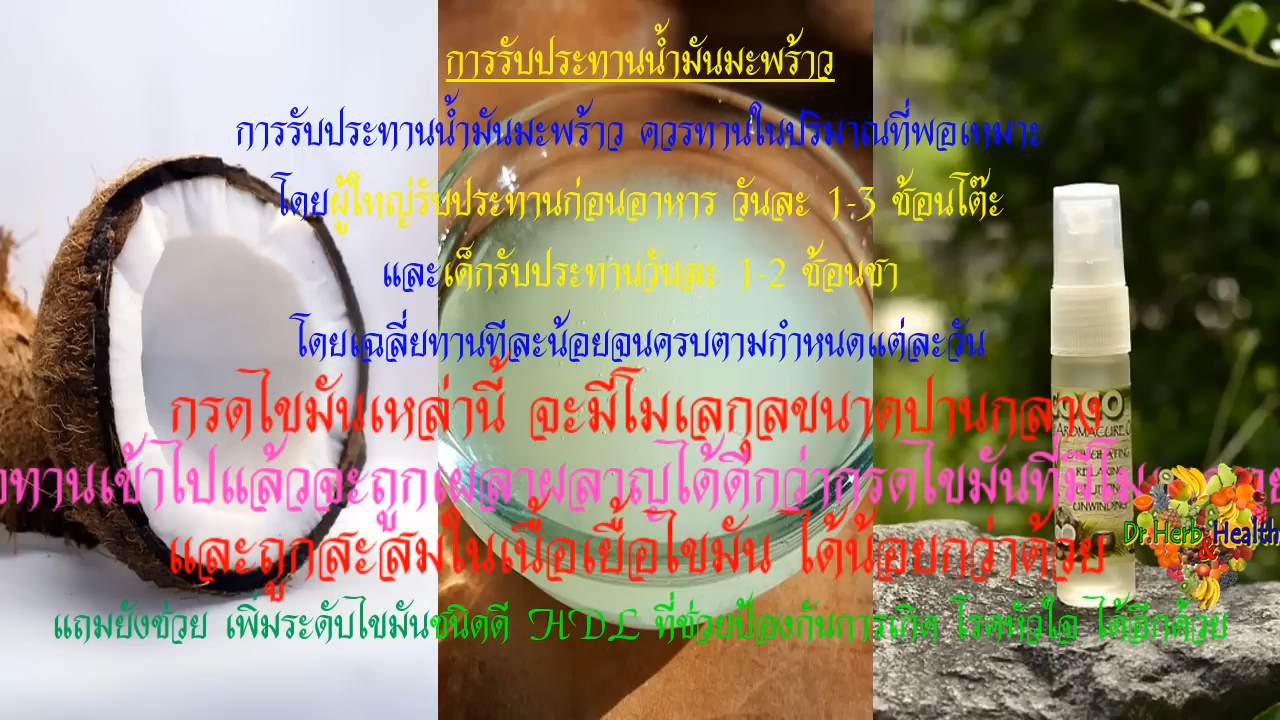 การรับประทานน้ำมันมะพร้าว
การรับประทานน้ำมันมะพร้าว ควรทานในปริมาณที่พอเหมาะ
โดยผู้ใหญ่รับประทานก่อนอาหาร วันละ 1-3 ช้อนโต๊ะ
และเด็กรับประทานวันละ 1-2 ช้อนชา
โดยเฉลี่ยทานทีละน้อยจนครบตามกำหนดแต่ละวัน
กรดไขมันเหล่านี้ จะมีโมเลกุลขนาดปานกลาง
ทานเข้าไปแล้วจะถูกเผลาผลาญได้ดีกว่ากรดไขมันที่มี
และถูกสะสมในเนื้อเยื่อไขมัน ได้น้อยกว่าด้วย
แถมยังช่วย เพิ่มระดับไขมันชนิดดี HDL ที่ช่วยป้องกันการเกิด โรคหัวใจ ได้อีกด้วย
COCO
AROMACURE
RELAXING
UNWINDING
Dr.Herb & Health